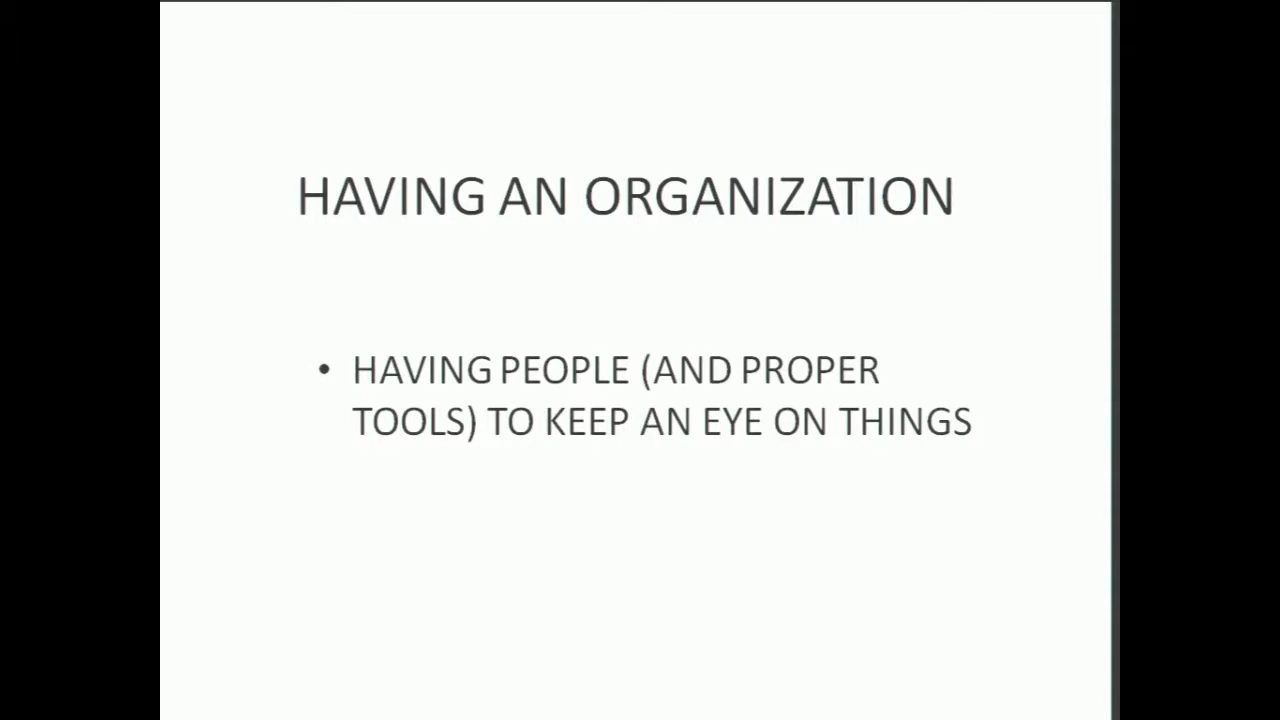 HAVING AN ORGANIZATION
• HAVING PEOPLE (AND PROPER
TOOLS) TO KEEP AN EYE ON THINGS